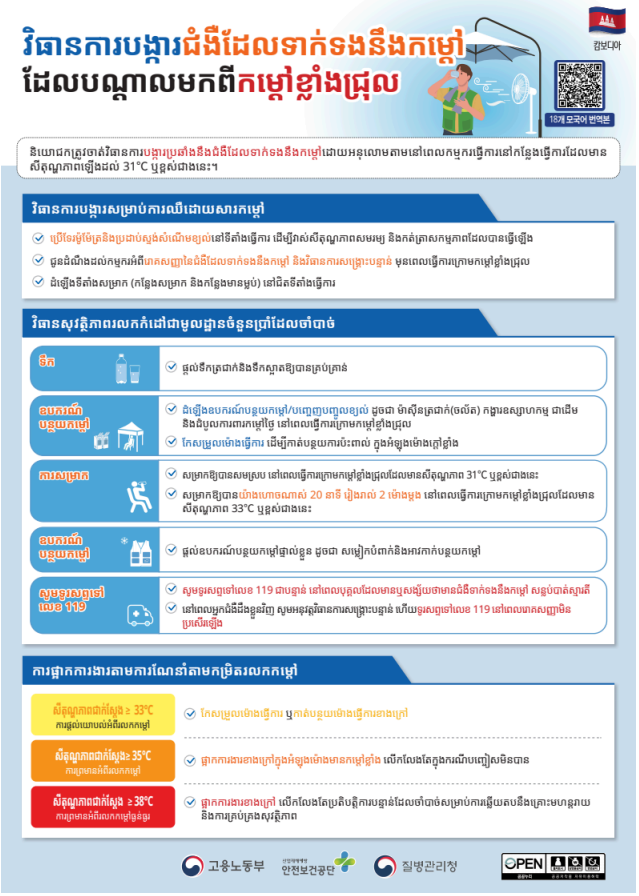 វិធានការបង្ការជំងឺដែលទាក់ទងនឹងកម្ដៅ
ដែលបណ្ដាលមកពីកម្ដៅខ្លាំងជ្រុល
캄보디아
18개 모국어 번역본
និយោជកត្រូវចាត់វិធានការបង្ការប្រឆាំងនឹងជំងឺដែលទាក់ទងនឹងកម្ដៅដោយអនុលោមតាមនៅពេលកម្មករធ្វើការនៅកន្លែងធ្វើការដែលមាន
សីតុណ្ហភាពឡើងដល់ 31°C ឬខ្ពស់ជាងនេះ។
វិធានការបង្ការសម្រាប់ការឈឺដោយសារកម្ដៅ
ប្រើទែរម៉ូម៉ែត្រនិងប្រដាប់ស្ទង់សំណើមខ្យល់នៅទីតាំងធ្វើការ ដើម្បីវាស់សីតុណ្ហភាពសមរម្យ និងកត់ត្រាសកម្មភាពដែលបានធ្វើឡើង
ជូនដំណឹងដល់កម្មករអំពីរោគសញ្ញានៃជំងឺដែលទាក់ទងនឹងកម្ដៅ និងវិធានការសង្គ្រោះបន្ទាន់ មុនពេលធ្វើការក្រោមកម្ដៅខ្លាំងជ្រុល
ដំឡើងទីតាំងសម្រាក (កន្លែងសម្រាក និងកន្លែងមានម្លប់) នៅជិតទីតាំងធ្វើការ
វិធានសុវត្ថិភាពរលកកំដៅជាមូលដ្ឋានចំនួនប្រាំដែលចាំបាច់
ទឹក
ផ្ដល់ទឹកត្រជាក់និងទឹកស្អាតឱ្យបានគ្រប់គ្រាន់
ឧបករណ៍
បន្ថយកម្ដៅ
ដំឡើងឧបករណ៍បន្ថយកម្ដៅ/បញ្ចេញបញ្ចូលខ្យល់ ដូចជា ម៉ាស៊ីនត្រជាក់(ចល័ត) កង្ហារឧស្សាហកម្ម ជាដើម
និងដំបូលការពារកម្ដៅថ្ងៃ នៅពេលធ្វើការក្រោមកម្ដៅខ្លាំងជ្រុល
កែសម្រួលម៉ោងធ្វើការ ដើម្បីកាត់បន្ថយការប៉ះពាល់ ក្នុងអំឡុងម៉ោងក្ដៅខ្លាំង
ការសម្រាក
សម្រាកឱ្យបានសមស្រប នៅពេលធ្វើការក្រោមកម្ដៅខ្លាំងជ្រុលដែលមានសីតុណ្ហភាព 31°C ឬខ្ពស់ជាងនេះ
សម្រាកឱ្យបានយ៉ាងហោចណាស់ 20 នាទី រៀងរាល់ 2 ម៉ោងម្ដង នៅពេលធ្វើការក្រោមកម្ដៅខ្លាំងជ្រុលដែលមាន
សីតុណ្ហភាព 33°C ឬខ្ពស់ជាងនេះ
ឧបករណ៍
បន្ថយកម្ដៅ
ផ្ដល់ឧបករណ៍បន្ថយកម្ដៅផ្ទាល់ខ្លួន ដូចជា សម្លៀកបំពាក់និងអាវកាក់បន្ថយកម្ដៅ
សូមទូរសព្ទទៅ
លេខ 119
សូមទូរសព្ទទៅលេខ 119 ជាបន្ទាន់ នៅពេលបុគ្គលដែលមានឬសង្ស័យថាមានជំងឺទាក់ទងនឹងកម្ដៅ សន្លប់បាត់ស្មារតី
នៅពេលអ្នកជំងឺដឹងខ្លួនវិញ សូមអនុវត្តវិធានការសង្គ្រោះបន្ទាន់ ហើយទូរសព្ទទៅលេខ 119 នៅពេលរោគសញ្ញាមិន
ប្រសើរឡើង
ការផ្អាកការងារតាមការណែនាំតាមកម្រិតរលកកម្ដៅ
សីតុណ្ហភាពជាក់ស្ដែង ≥ 33°C
ការផ្ដល់យោបល់អំពីរលកកម្ដៅ
កែសម្រួលម៉ោងធ្វើការ ឬកាត់បន្ថយម៉ោងធ្វើការខាងក្រៅ
សីតុណ្ហភាពជាក់ស្ដែង≥ 35°C
ការព្រមានអំពីរលកកម្ដៅ
ផ្អាកការងារខាងក្រៅក្នុងអំឡុងម៉ោងមានកម្ដៅខ្លាំង លើកលែងតែក្នុងករណីបញ្ចៀសមិនបាន
សីតុណ្ហភាពជាក់ស្ដែង ≥ 38°C
ការព្រមានអំពីរលកកម្ដៅធ្ងន់ធ្ងរ
ផ្អាកការងារខាងក្រៅ លើកលែងតែប្រតិបត្តិការបន្ទាន់ដែលចាំបាច់សម្រាប់ការឆ្លើយតបនឹងគ្រោះមហន្តរាយ
និងការគ្រប់គ្រងសុវត្ថិភាព
고용노동부
산업재해예방
안전보건공단
질병관리청
OPEN
공공누리